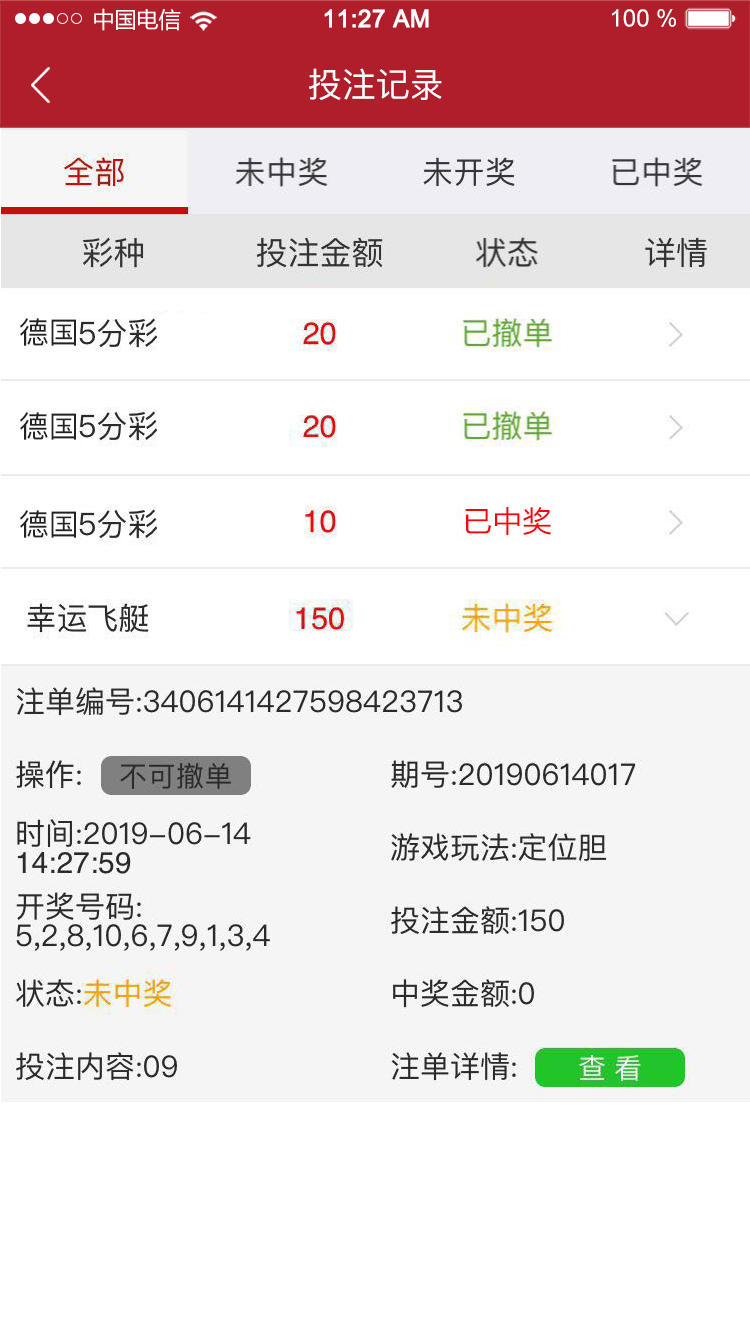 中国电信 11:27 AM 100 %
投注记录
全部 未中奖 未开奖 已中奖
彩种 投注金额 状态 详情
德国5分彩 20 已撤单
德国5分彩 20 已撤单
德国5分彩 10 已中奖
幸运飞艇 150 未中奖
注单编号:3406141427598423713
操作: 不可撤单 期号:20190614017
时间:2019-06-14
14:27:59
游戏玩法:定位胆
开奖号码:
5,2,8,10,6,7,9,1,3,4
投注金额:150
状态:未中奖 中奖金额:0
投注内容:09 注单详情: 查看